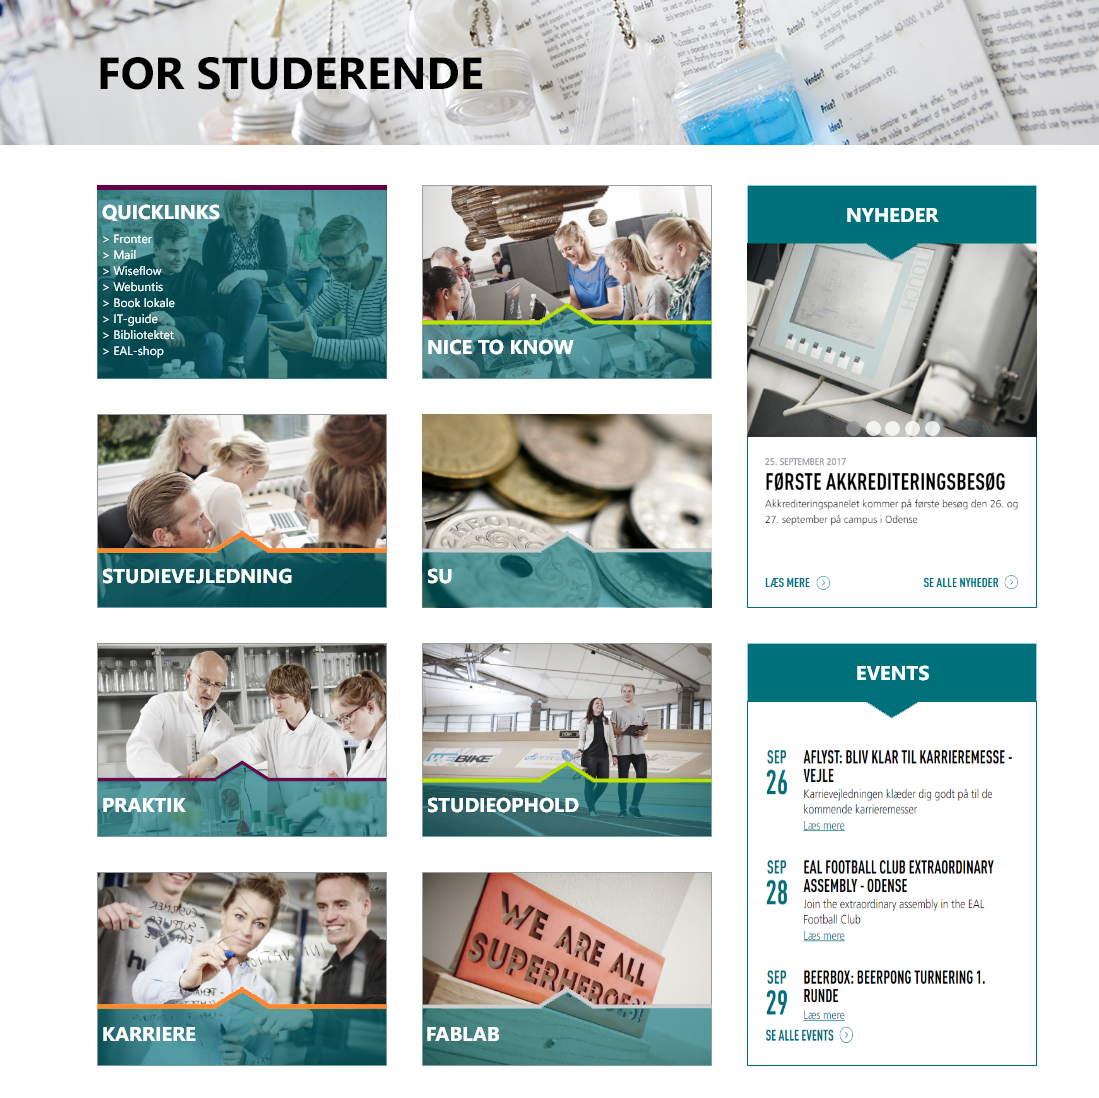 FOR STUDERENDE
QUICKLINKS
> Fronter
> Mail
> Wiseflow
> Webuntis
> Book lokale
> IT-guide
> Bibliotektet
> EAL-shop
NICE TO KNOW
NYHEDER
25. SEPTEMBER 2017
FØRSTE AKKREDITERINGSBESØG
Akkrediteringspanelet kommer på første besøg den 26. og
27. september på campus i Odense
LÆS MERE
SE ALLE NYHEDER
STUDIEVEJLEDNING
SU
PRAKTIK
WEBIKE
STUDIEOPHOLD
EVENTS
SEP
26
AFLYST: BLIV KLAR TIL KARRIEREMESSE -
VEJLE
Karrievejledningen klæder dig godt på til de
kommende karrieremesser
Læs mere
SEP
28
EAL FOOTBALL CLUB EXTRAORDINARY
ASSEMBLY - ODENSE
Join the extraordinary assembly in the EAL
Football Club
Læs mere
SEP
29
BEERBOX: BEERPONG TURNERING 1.
RUNDE
Læs mere
SE ALLE EVENTS
KARRIERE
WE ARE ALL
SUPERHEROES!
FABLAB